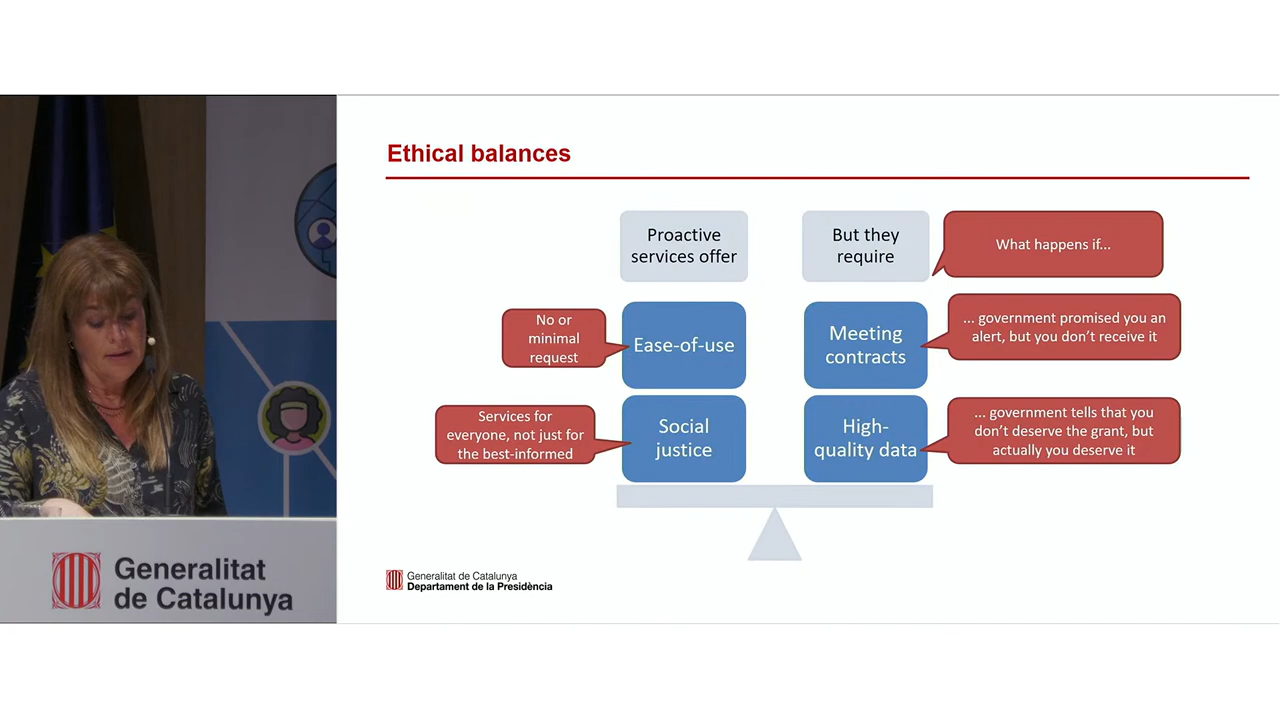 Ethical balances
Proactive
services offer
But they
require
What happens if...
No or
minimal
request
Ease-of-use
Meeting
contracts
... government promised you an
alert, but you don't receive it
Services for
everyone, not just for
the best-informed
Social
justice
High-
quality data
... government tells that you
don't deserve the grant, but
actually you deserve it
Generalitat de Catalunya
Departament de la Presidència
Generalitat
de Catalunya